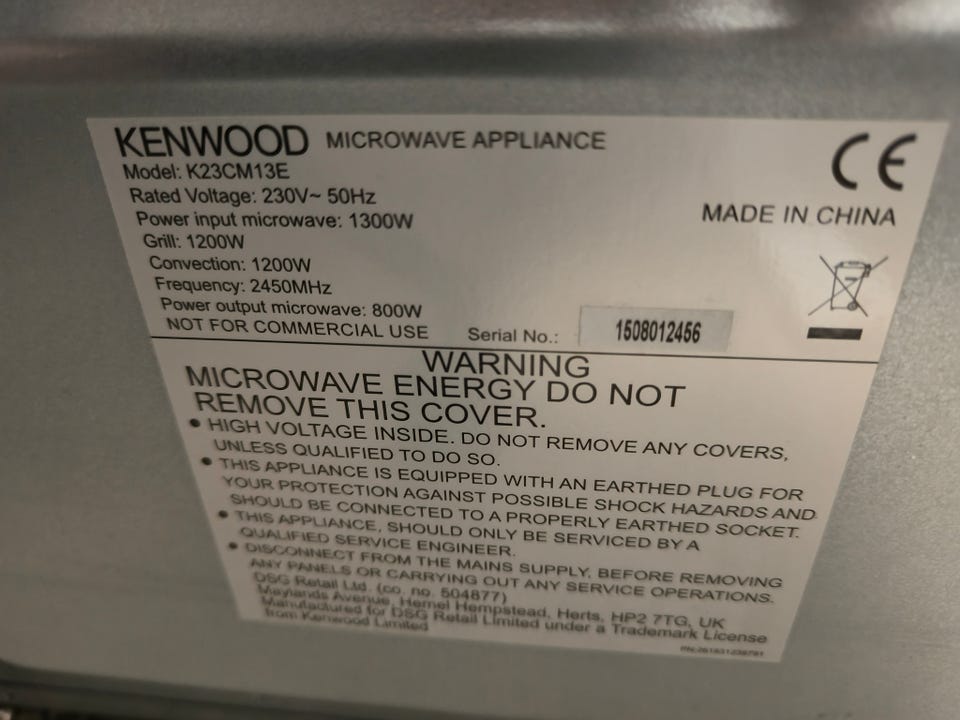 KENWOOD MICROWAVE APPLIANCE
Model: K23CM13E
Rated Voltage: 230V~ 50Hz
Power input microwave: 1300W
Grill: 1200W
Convection: 1200W
Frequency: 2450MHz
Power output microwave: 800W
NOT FOR COMMERCIAL USE
CE
MADE IN CHINA
Serial No.: 1508012456
WARNING
MICROWAVE ENERGY DO NOT
REMOVE THIS COVER.
• HIGH VOLTAGE INSIDE. DO NOT REMOVE ANY COVERS,
UNLESS QUALIFIED TO DO SO.
• THIS APPLIANCE IS EQUIPPED WITH AN EARTHED PLUG FOR
YOUR PROTECTION AGAINST POSSIBLE SHOCK HAZARDS AND
SHOULD BE CONNECTED TO A PROPERLY EARTHED SOCKET.
• THIS APPLIANCE, SHOULD ONLY BE SERVICED BY A
QUALIFIED SERVICE ENGINEER.
• DISCONNECT FROM THE MAINS SUPPLY, BEFORE REMOVING
ANY PANELS OR CARRYING OUT ANY SERVICE OPERATIONS.
DSG Retail Ltd. (co. no. 504877)
Maylands Avenue, Hemel Hempstead, Herts, HP2 7TG, UK
Manufactured for DSG Retail Limited under a Trademark License
from Kenwood Limited